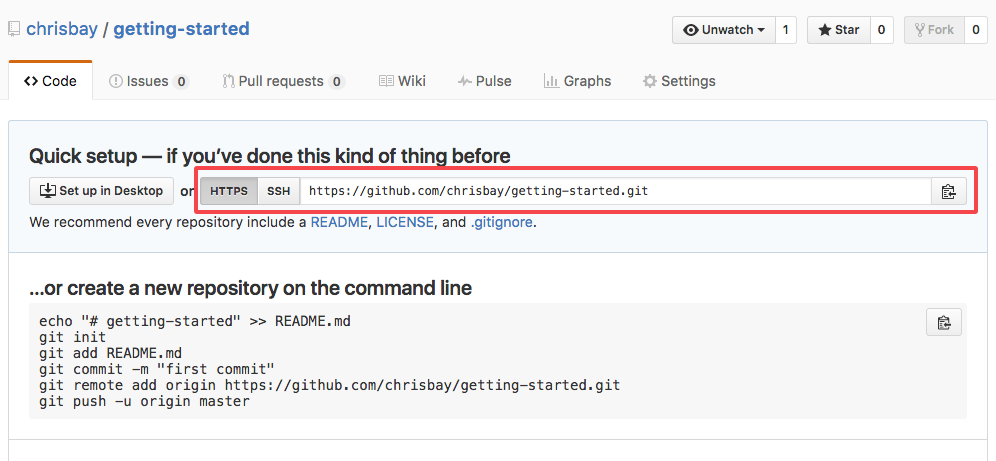 chrisbay / getting-started
Unwatch 1 Star 0 Fork 0
Code Issues 0 Pull requests 0 Wiki Pulse Graphs Settings
Quick setup — if you’ve done this kind of thing before
Set up in Desktop or HTTPS SSH https://github.com/chrisbay/getting-started.git
We recommend every repository include a README, LICENSE, and .gitignore.
…or create a new repository on the command line
echo "# getting-started" >> README.md
git init
git add README.md
git commit -m "first commit"
git remote add origin https://github.com/chrisbay/getting-started.git
git push -u origin master